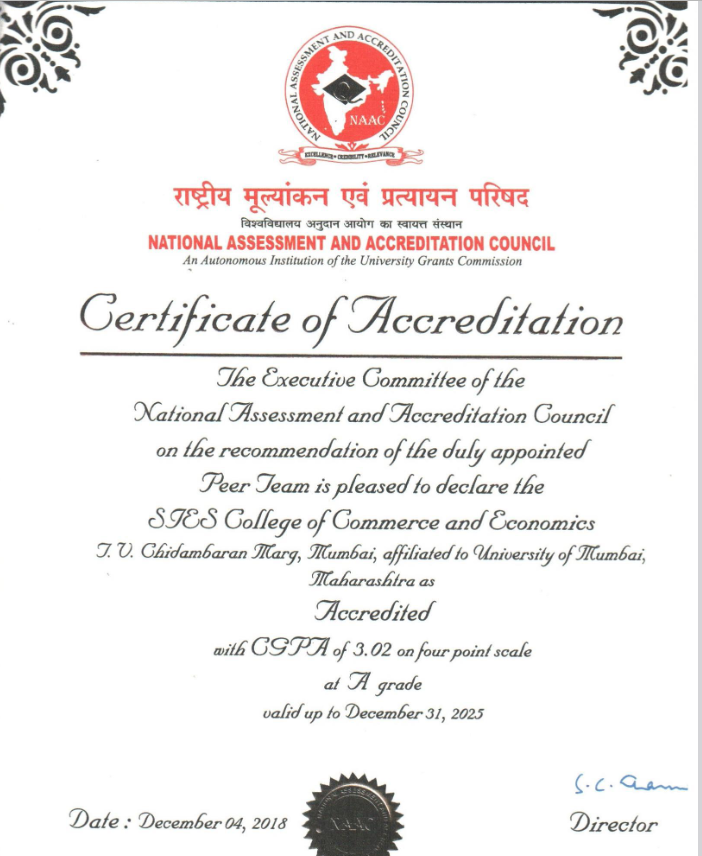 NATIONAL ASSESSMENT AND ACCREDITATION COUNCIL
NAAC
EXCELLENCE • CREDIBILITY • RELEVANCE
राष्ट्रीय मूल्यांकन एवं प्रत्यायन परिषद
विश्वविद्यालय अनुदान आयोग का स्वायत्त संस्थान
NATIONAL ASSESSMENT AND ACCREDITATION COUNCIL
An Autonomous Institution of the University Grants Commission
Certificate of Accreditation
The Executive Committee of the
National Assessment and Accreditation Council
on the recommendation of the duly appointed
Peer Team is pleased to declare the
SIES College of Commerce and Economics
T. V. Chidambaran Marg, Mumbai, affiliated to University of Mumbai,
Maharashtra as
Accredited
with CGPA of 3.02 on four point scale
at A grade
valid up to December 31, 2025
Date : December 04, 2018
NAAC
Director